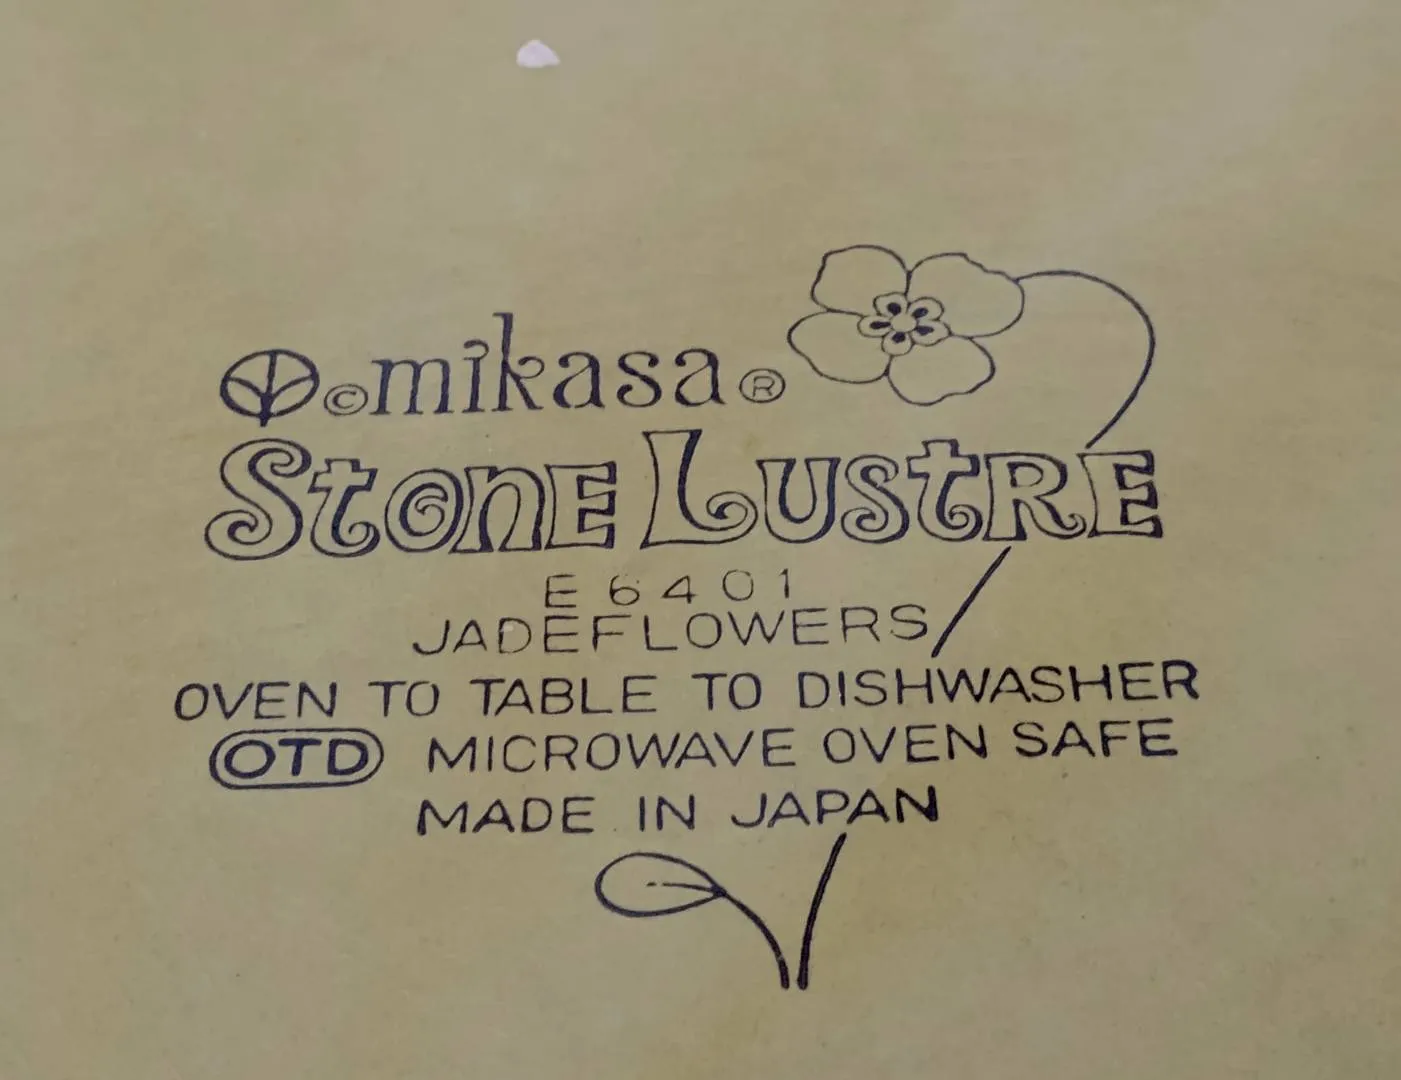 ©mikasa®
STONE LUSTRE
E6401
JADEFLOWERS
OVEN TO TABLE TO DISHWASHER
OTD MICROWAVE OVEN SAFE
MADE IN JAPAN